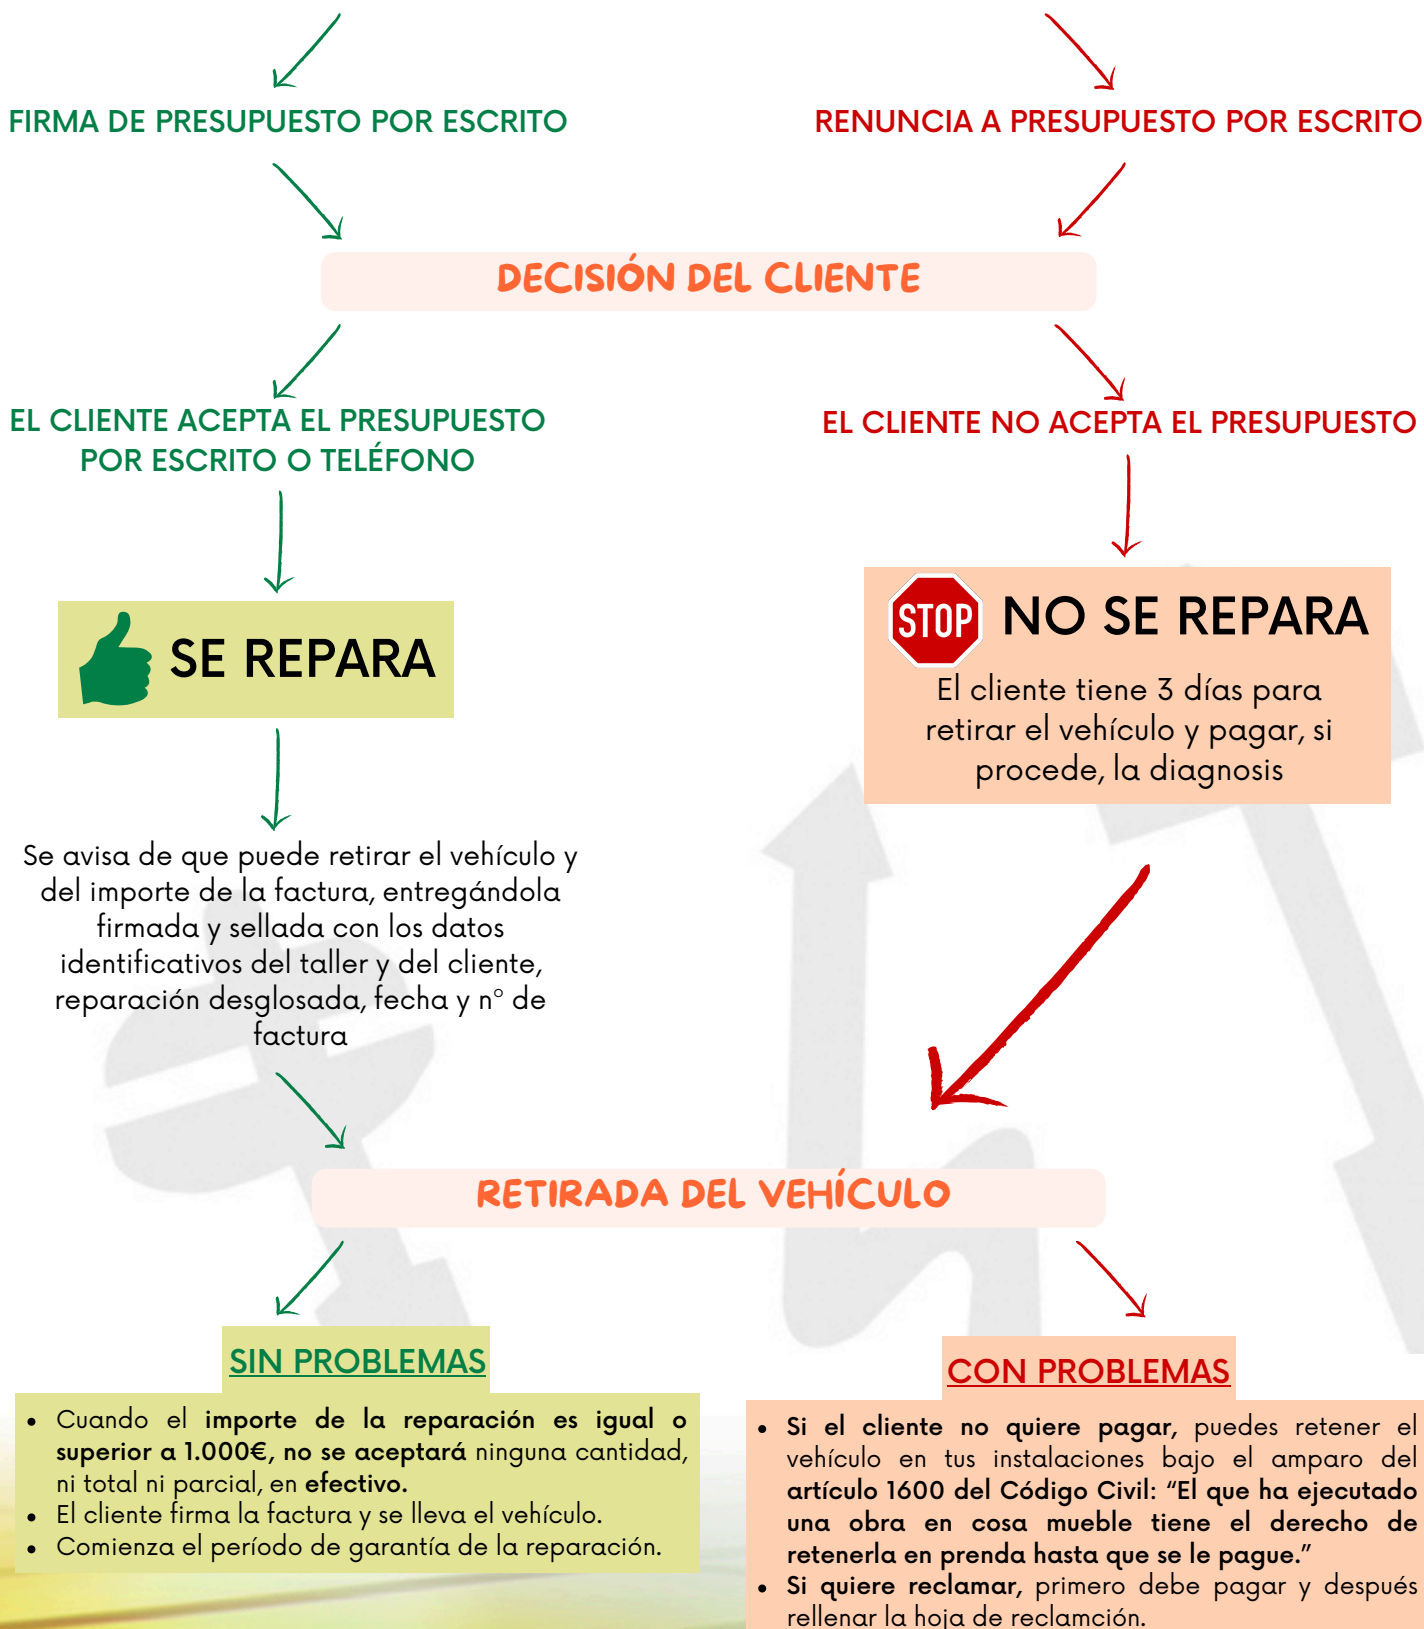 FIRMA DE PRESUPUESTO POR ESCRITO
RENUNCIA A PRESUPUESTO POR ESCRITO
DECISIÓN DEL CLIENTE
EL CLIENTE ACEPTA EL PRESUPUESTO
POR ESCRITO O TELÉFONO
EL CLIENTE NO ACEPTA EL PRESUPUESTO
SE REPARA
STOP NO SE REPARA
El cliente tiene 3 días para
retirar el vehículo y pagar, si
procede, la diagnosis
Se avisa de que puede retirar el vehículo y
del importe de la factura, entregándola
firmada y sellada con los datos
identificativos del taller y del cliente,
reparación desglosada, fecha y n° de
factura
RETIRADA DEL VEHÍCULO
SIN PROBLEMAS
• Cuando el importe de la reparación es igual o
superior a 1.000€, no se aceptará ninguna cantidad,
ni total ni parcial, en efectivo.
• El cliente firma la factura y se lleva el vehículo.
• Comienza el período de garantía de la reparación.
CON PROBLEMAS
• Si el cliente no quiere pagar, puedes retener el
vehículo en tus instalaciones bajo el amparo del
artículo 1600 del Código Civil: “El que ha ejecutado
una obra en cosa mueble tiene el derecho de
retenerla en prenda hasta que se le pague.”
• Si quiere reclamar, primero debe pagar y después
rellenar la hoja de reclamción.